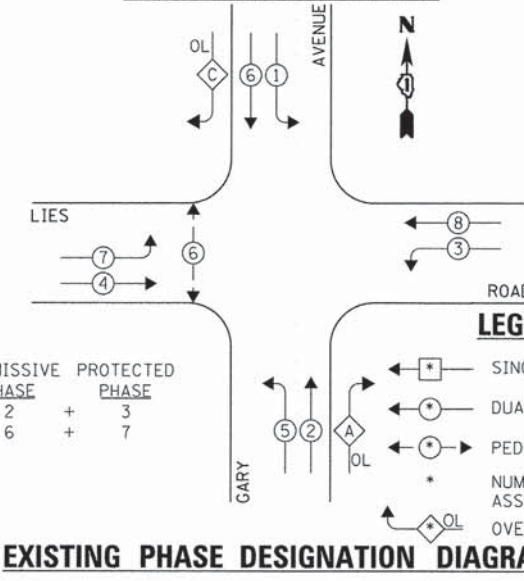 AVENUE
N
OL
C
6
1
LIES
7
6
4
8
3
ROAD
LEG
* SING
* DUA
* PED
* NUM
ASS
* OL OVE
MISSIVE PROTECTED
HASE PHASE
2 + 3
6 + 7
5
2
A
OL
GARY
EXISTING PHASE DESIGNATION DIAGRA